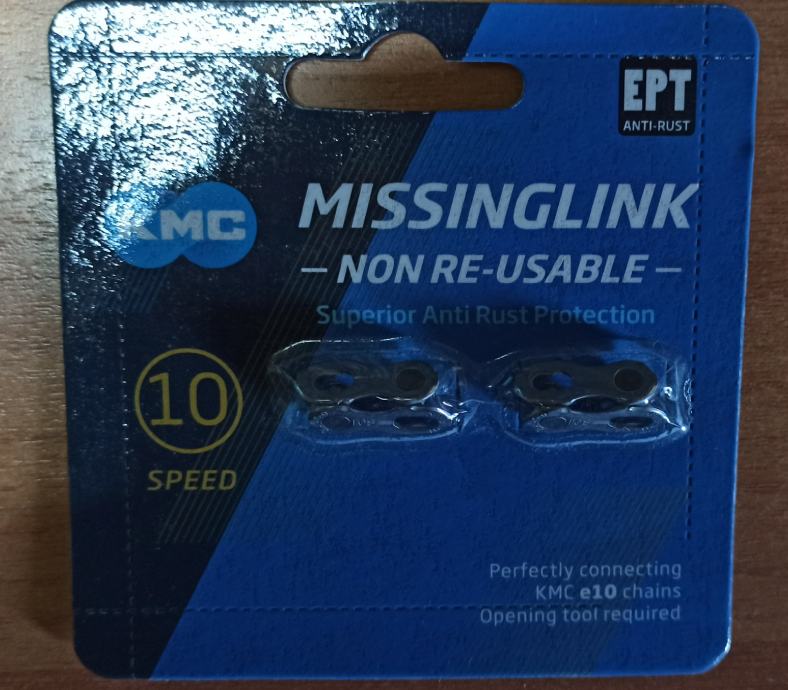 EPT
ANTI-RUST
KMC
MISSINGLINK
— NON RE-USABLE —
Superior Anti Rust Protection
10
SPEED
Perfectly connecting
KMC e10 chains
Opening tool required